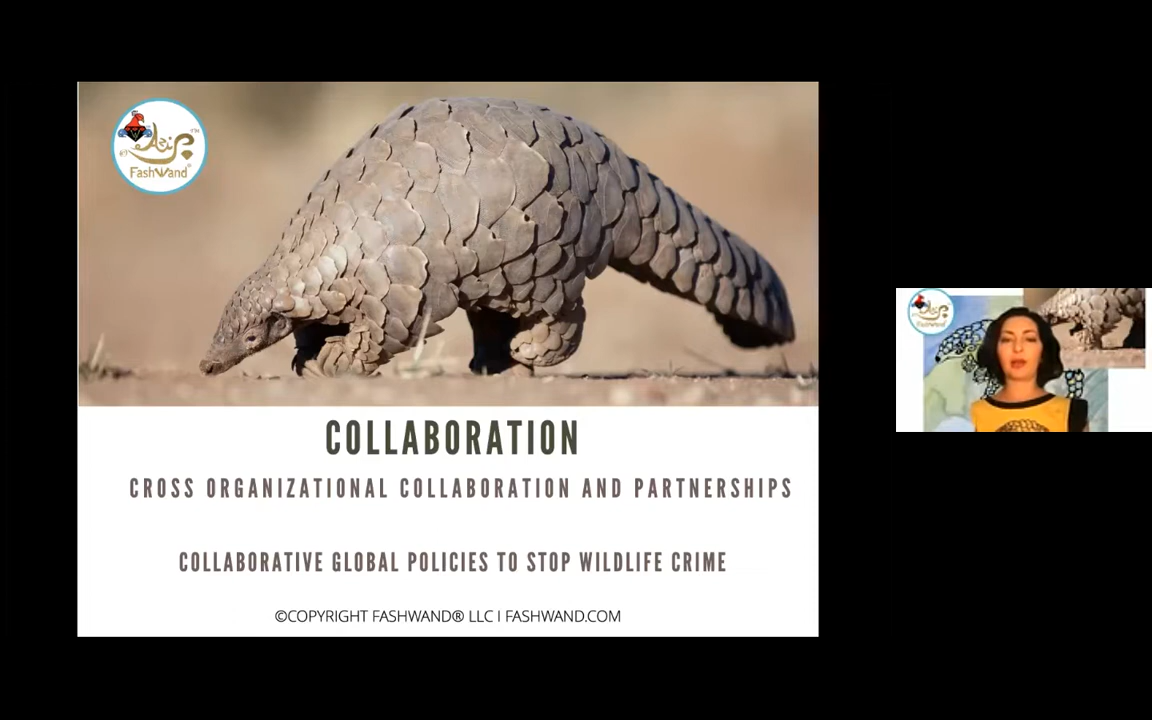 FashWand®
COLLABORATION
CROSS ORGANIZATIONAL COLLABORATION AND PARTNERSHIPS
COLLABORATIVE GLOBAL POLICIES TO STOP WILDLIFE CRIME
©COPYRIGHT FASHWAND® LLC I FASHWAND.COM
FashWand